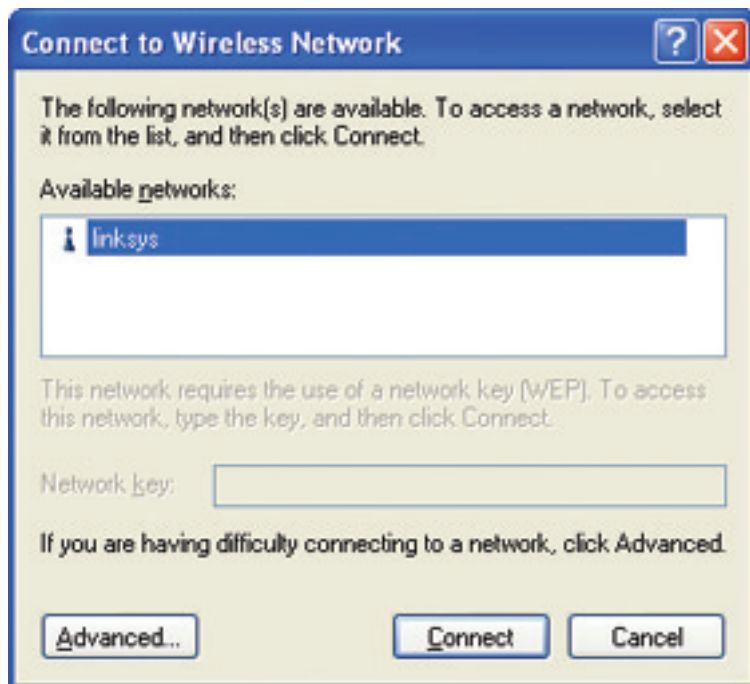 Connect to Wireless Network
The following network(s) are available. To access a network, select
it from the list, and then click Connect.
Available networks:
linksys
This network requires the use of a network key (WEP). To access
this network, type the key, and then click Connect.
Network key:
If you are having difficulty connecting to a network, click Advanced.
Advanced... Connect Cancel